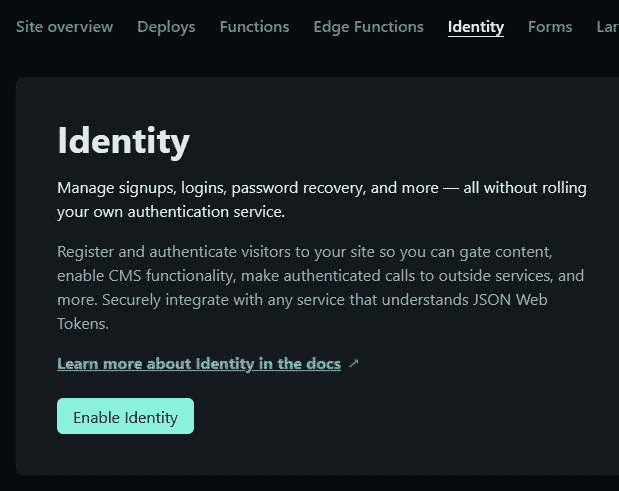 Site overview Deploys Functions Edge Functions Identity Forms
Identity
Manage signups, logins, password recovery, and more — all without rolling
your own authentication service.
Register and authenticate visitors to your site so you can gate content,
enable CMS functionality, make authenticated calls to outside services, and
more. Securely integrate with any service that understands JSON Web
Tokens.
Learn more about Identity in the docs ↗
Enable Identity